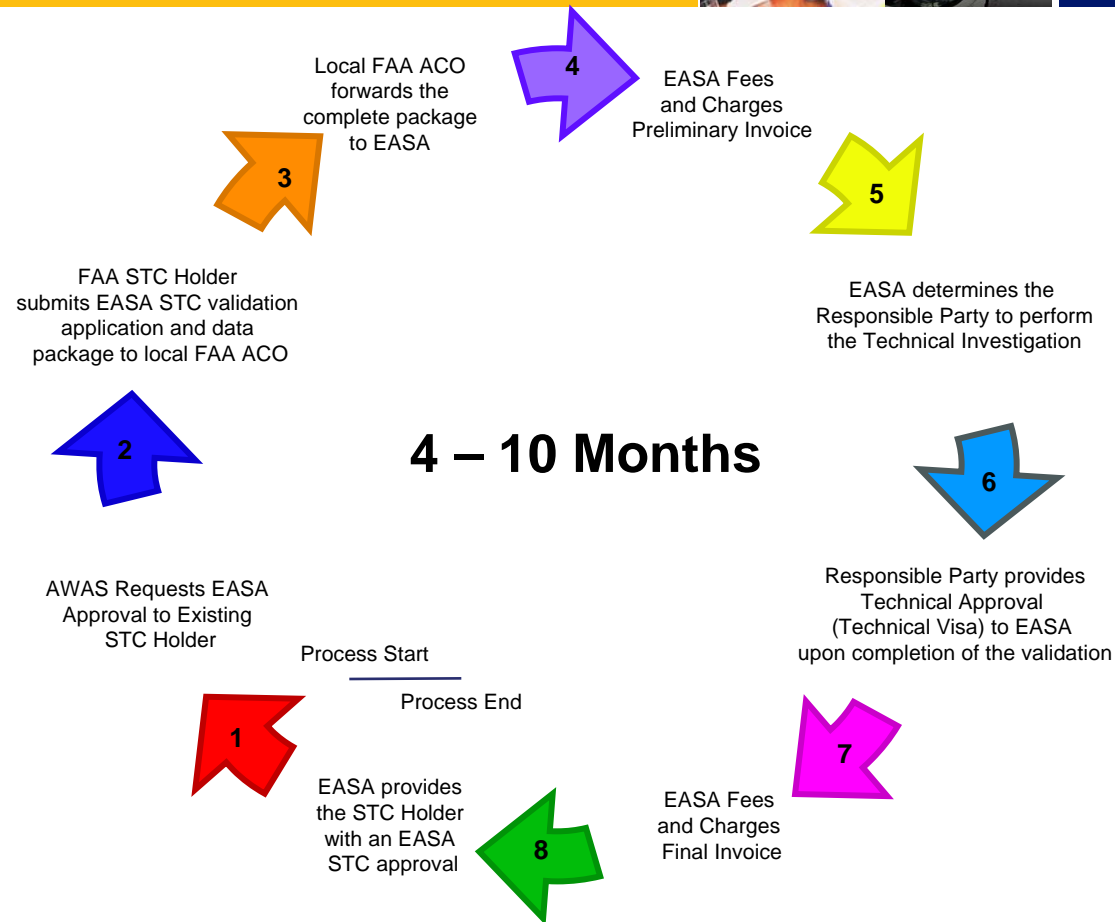 Local FAA ACO
forwards the
complete package
to EASA
4
EASA Fees
and Charges
Preliminary Invoice
3
5
FAA STC Holder
submits EASA STC validation
application and data
package to local FAA ACO
EASA determines the
Responsible Party to perform
the Technical Investigation
2
4 – 10 Months
6
AWAS Requests EASA
Approval to Existing
STC Holder
Responsible Party provides
Technical Approval
(Technical Visa) to EASA
upon completion of the validation
Process Start
Process End
1
7
EASA provides
the STC Holder
with an EASA
STC approval
8
EASA Fees
and Charges
Final Invoice